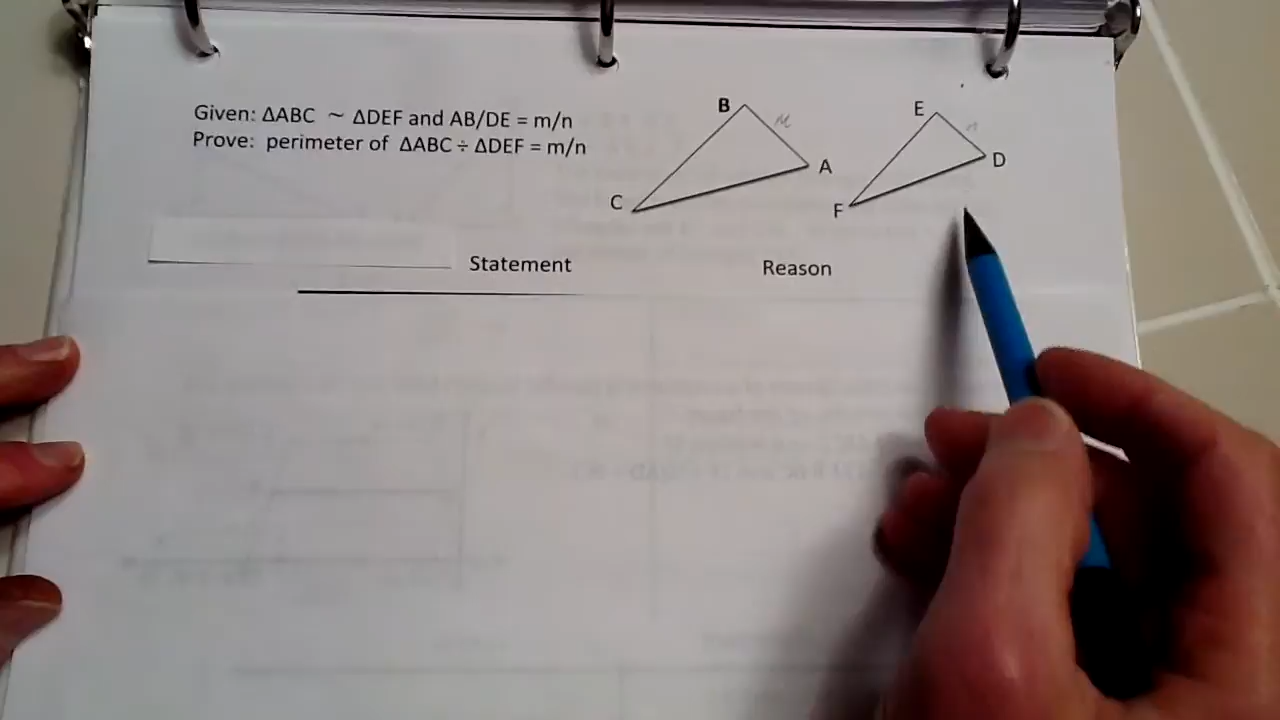 Given: ΔABC ~ ΔDEF and AB/DE = m/n
Prove: perimeter of ΔABC ÷ ΔDEF = m/n
B
M
A
C
E
n
D
F
Statement
Reason